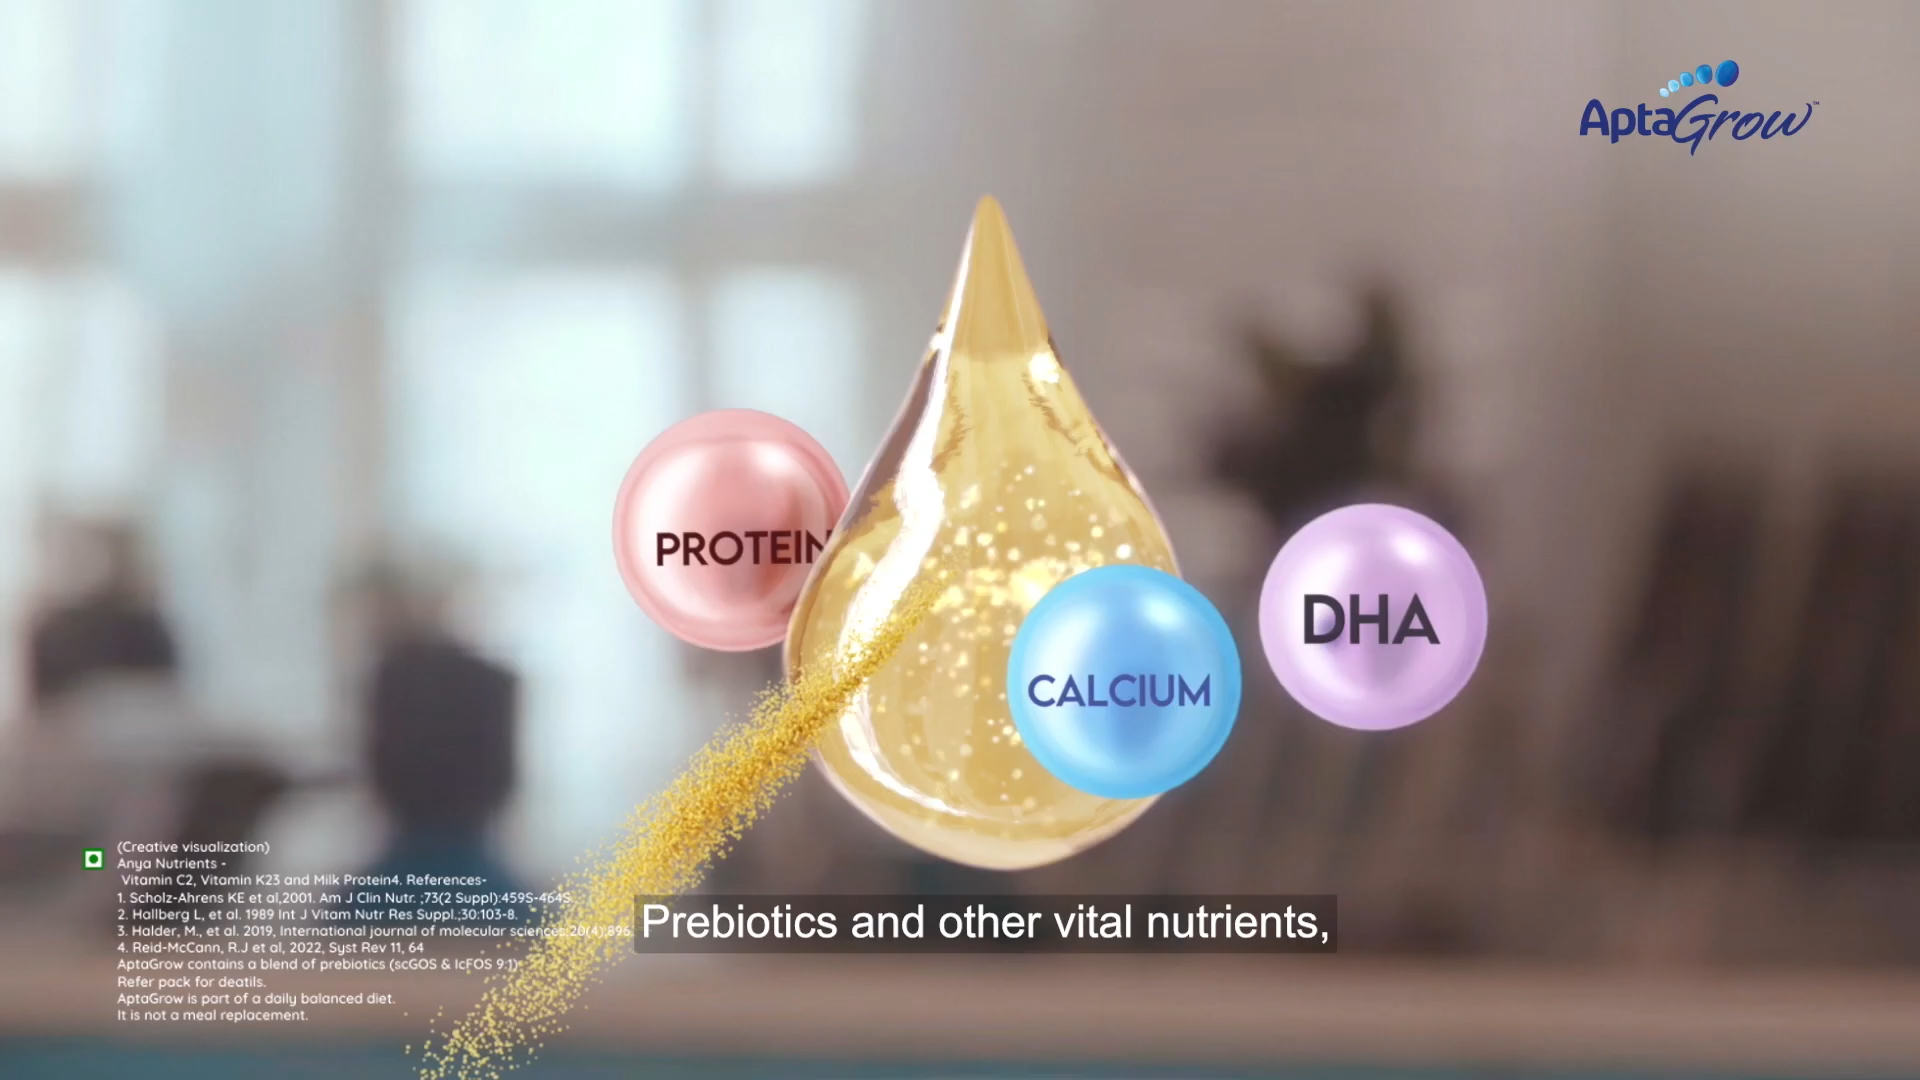 AptaGrow™
PROTEIN
CALCIUM
DHA
(Creative visualization)
Anya Nutrients -
Vitamin C2, Vitamin K23 and Milk Protein4. References-
1. Scholz-Ahrens KE et al,2001. Am J Clin Nutr. ;73(2 Suppl):459S-464S
2. Hallberg L, et al. 1989 Int J Vitam Nutr Res Suppl.;30:103-8.
3. Halder, M., et al. 2019, International journal of molecular sciences;20(4),896.
4. Reid-McCann, R.J et al, 2022, Syst Rev 11, 64
AptaGrow contains a blend of prebiotics (scGOS & lcFOS 9:1)
Refer pack for deatils.
AptaGrow is part of a daily balanced diet.
It is not a meal replacement.
Prebiotics and other vital nutrients,